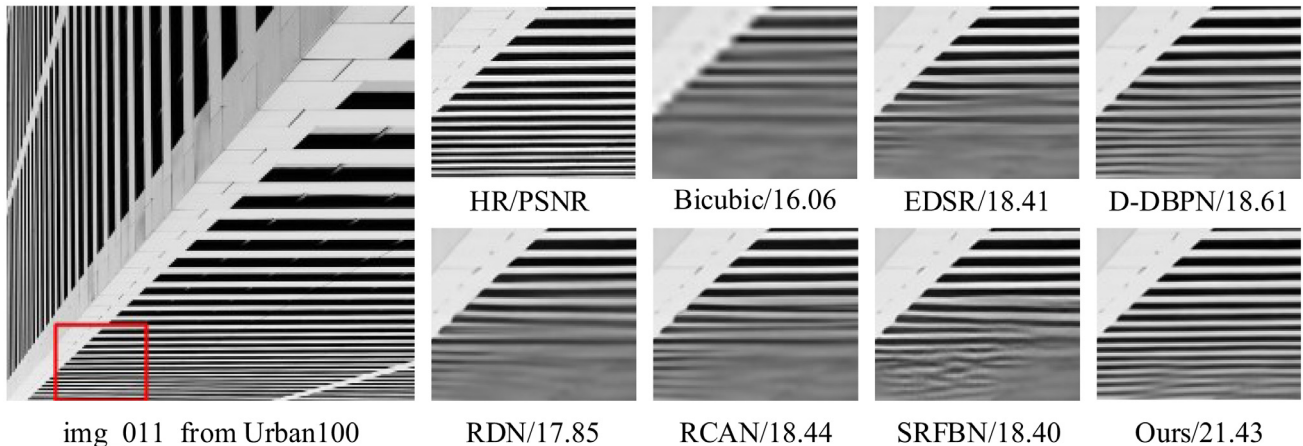 HR/PSNR
Bicubic/16.06
EDSR/18.41
D-DBPN/18.61
img_011 from Urban100
RDN/17.85
RCAN/18.44
SRFBN/18.40
Ours/21.43